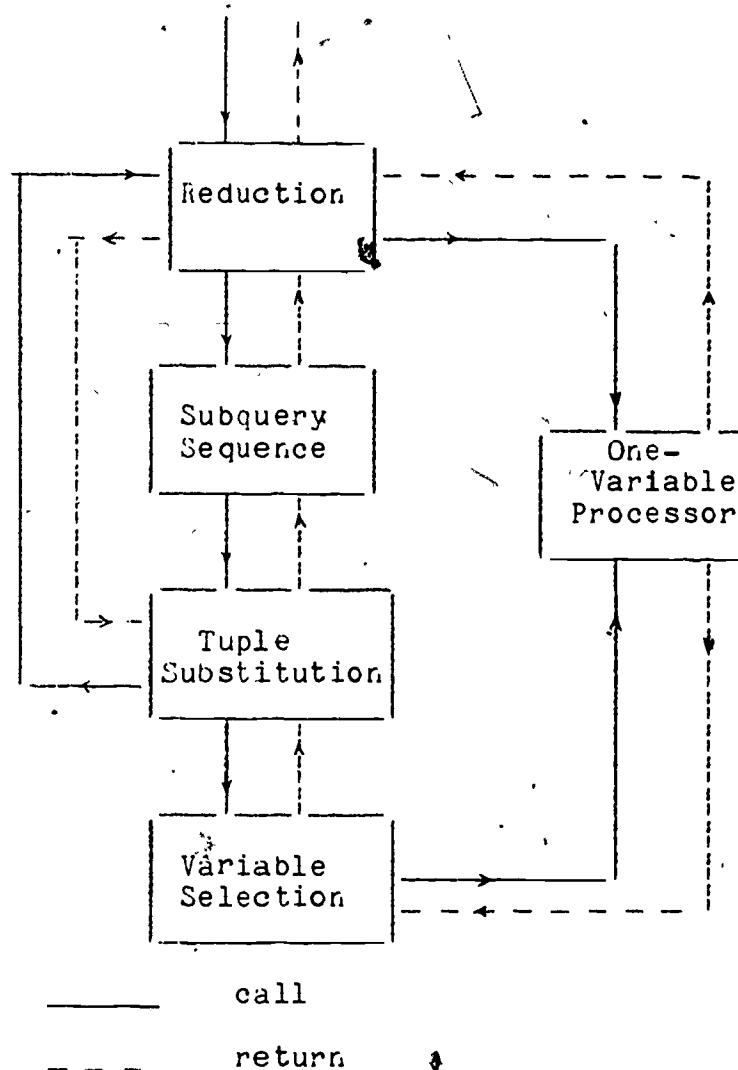 Reduction
Subquery
Sequence
One-
Variable
Processor
Tuple
Substitution
Variable
Selection
call
return